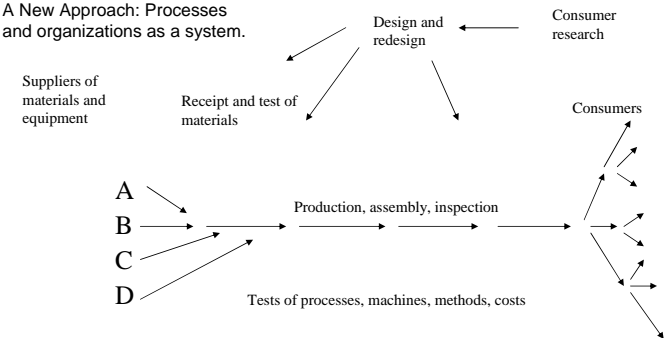 A New Approach: Processes
and organizations as a system.
Design and
redesign
Consumer
research
Suppliers of
materials and
equipment
Receipt and test of
materials
Consumers
A
B
C
D
Production, assembly, inspection
Tests of processes, machines, methods, costs